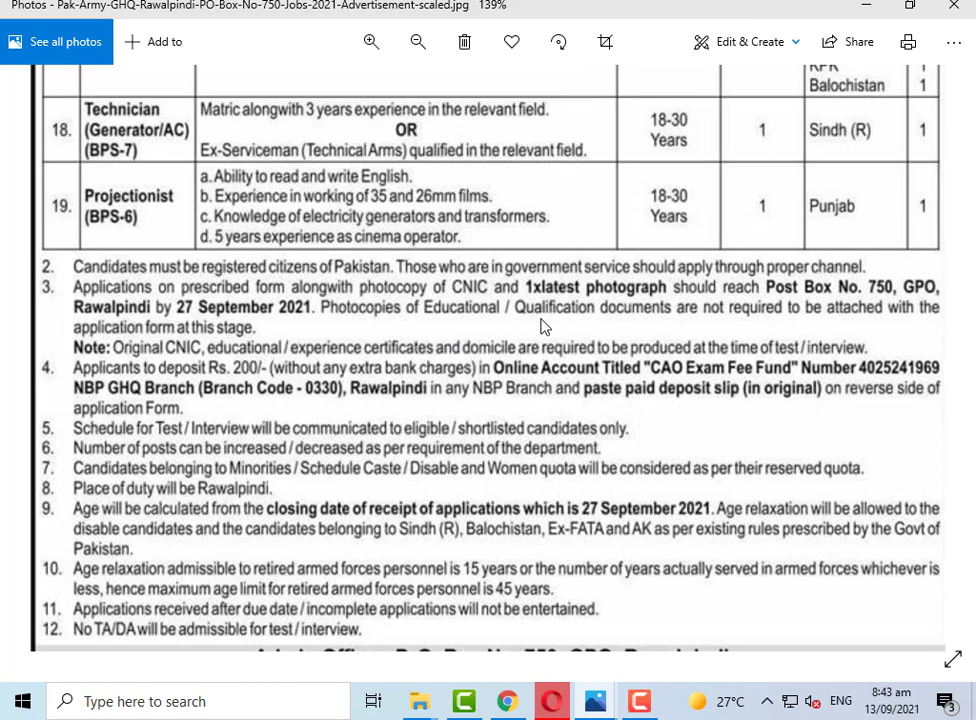 Photos - Pak-Army-GHQ-Rawalpindi-PO-Box-No-750-Jobs-2021-Advertisement-scaled.jpg 139%
See all photos
Add to
Edit & Create
Share
KPK
1
Balochistan 1
18. Technician (Generator/AC) (BPS-7)
Matric alongwith 3 years experience in the relevant field.
OR
Ex-Serviceman (Technical Arms) qualified in the relevant field.
18-30 Years
1
Sindh (R)
1
19. Projectionist (BPS-6)
a. Ability to read and write English.
b. Experience in working of 35 and 26mm films.
c. Knowledge of electricity generators and transformers.
d. 5 years experience as cinema operator.
18-30 Years
1
Punjab
1
2. Candidates must be registered citizens of Pakistan. Those who are in government service should apply through proper channel.
3. Applications on prescribed form alongwith photocopy of CNIC and 1xlatest photograph should reach Post Box No. 750, GPO,
Rawalpindi by 27 September 2021. Photocopies of Educational / Qualification documents are not required to be attached with the
application form at this stage.
Note: Original CNIC, educational / experience certificates and domicile are required to be produced at the time of test / interview.
4. Applicants to deposit Rs. 200/- (without any extra bank charges) in Online Account Titled "CAO Exam Fee Fund" Number 4025241969
NBP GHQ Branch (Branch Code - 0330), Rawalpindi in any NBP Branch and paste paid deposit slip (in original) on reverse side of
application Form.
5. Schedule for Test / Interview will be communicated to eligible / shortlisted candidates only.
6. Number of posts can be increased / decreased as per requirement of the department.
7. Candidates belonging to Minorities / Schedule Caste / Disable and Women quota will be considered as per their reserved quota.
8. Place of duty will be Rawalpindi.
9. Age will be calculated from the closing date of receipt of applications which is 27 September 2021. Age relaxation will be allowed to the
disable candidates and the candidates belonging to Sindh (R), Balochistan, Ex-FATA and AK as per existing rules prescribed by the Govt of
Pakistan.
10. Age relaxation admissible to retired armed forces personnel is 15 years or the number of years actually served in armed forces whichever is
less, hence maximum age limit for retired armed forces personnel is 45 years.
11. Applications received after due date / incomplete applications will not be entertained.
12. No TA/DA will be admissible for test / interview.
Type here to search
27°C
ENG
8:43 am
13/09/2021
3